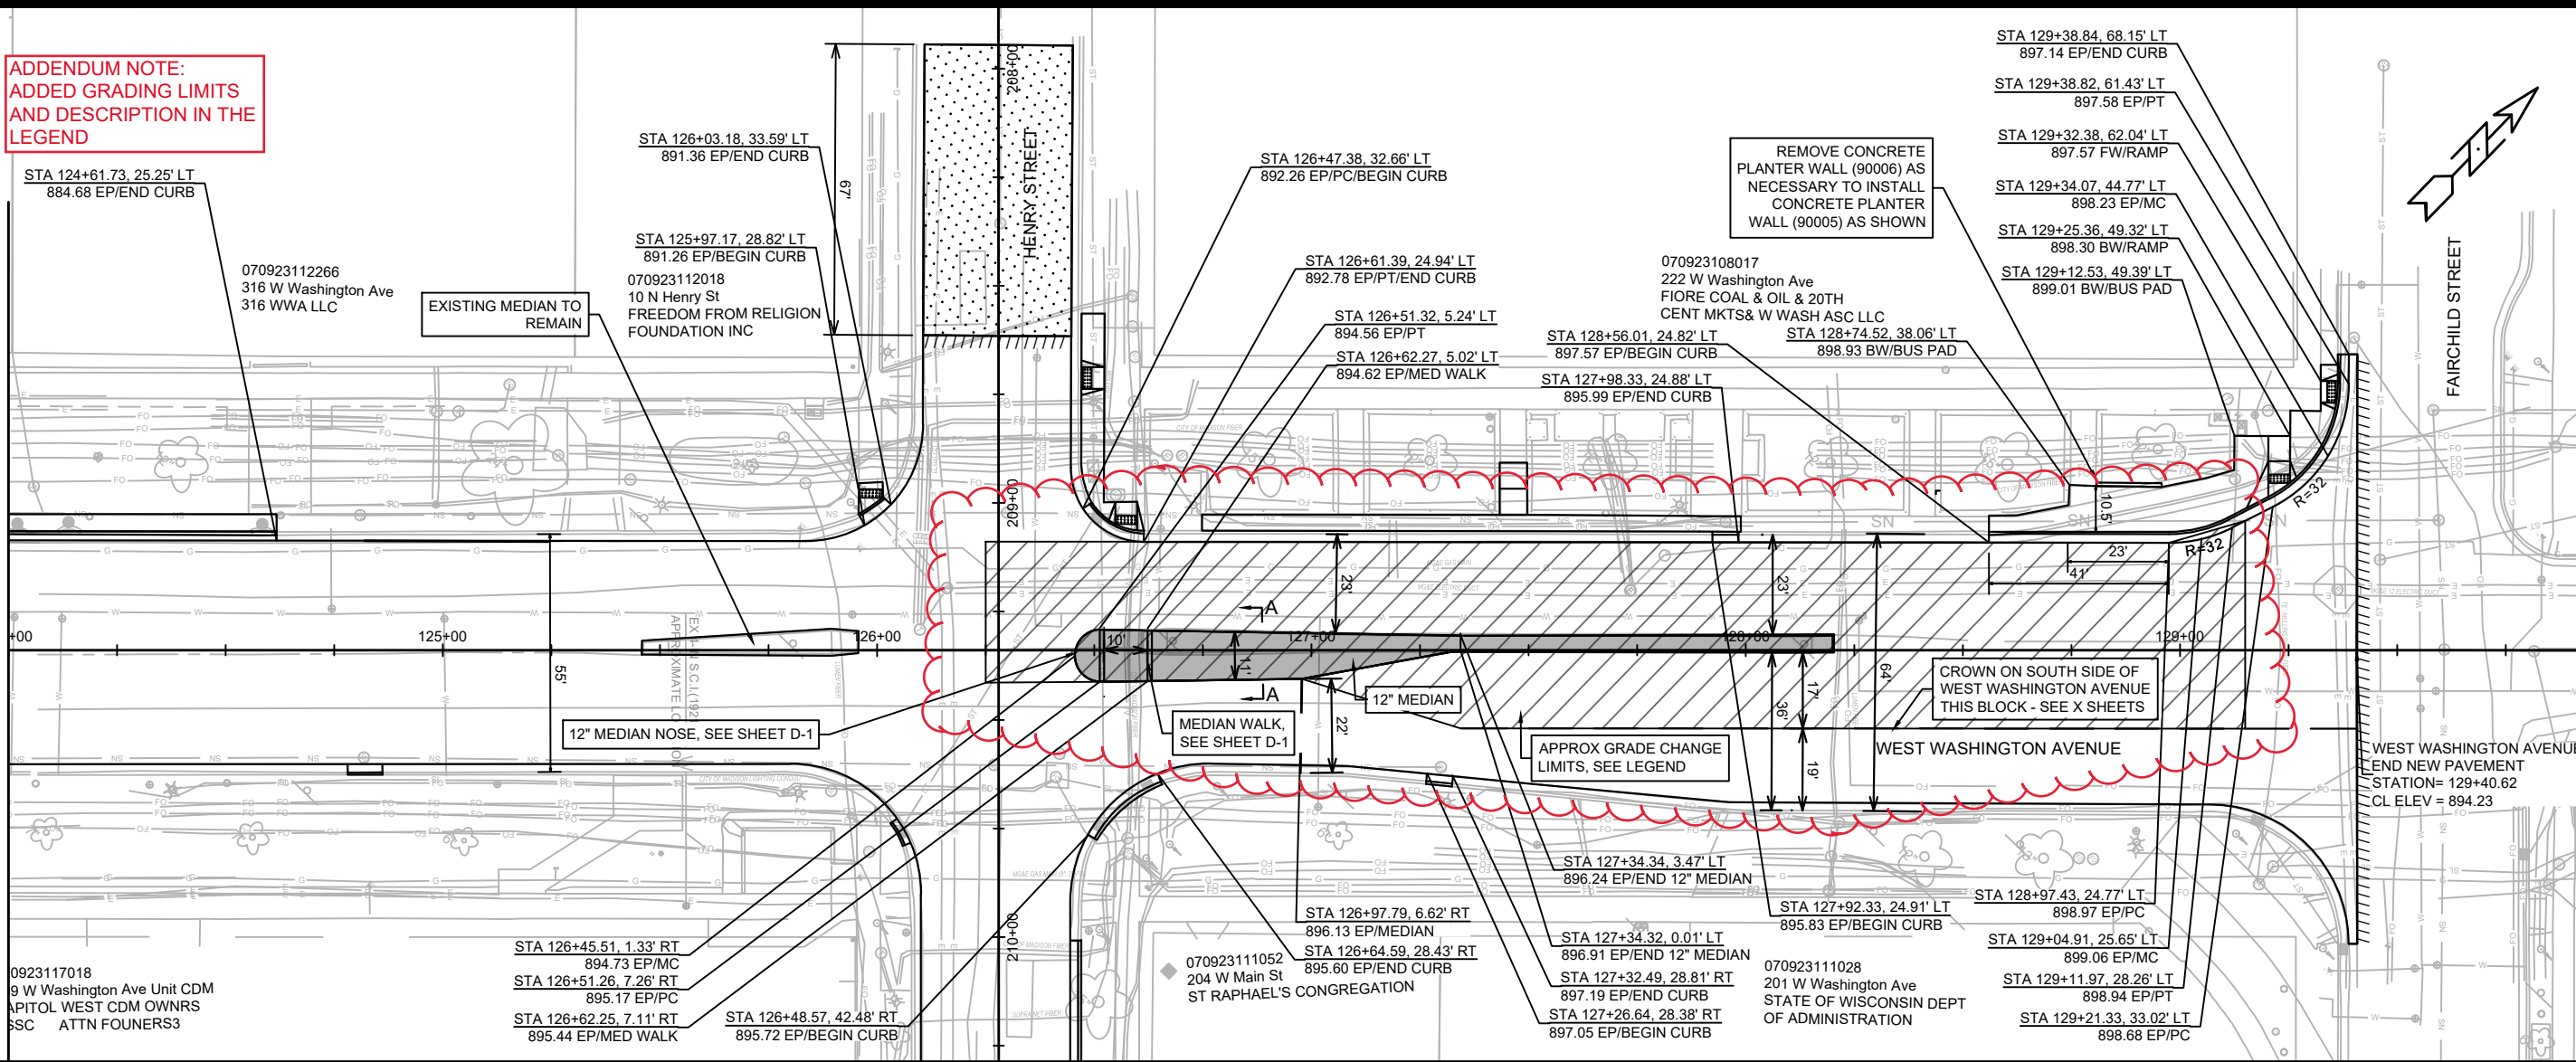 ADDENDUM NOTE:
ADDED GRADING LIMITS
AND DESCRIPTION IN THE
LEGEND
STA 124+61.73, 25.25' LT
884.68 EP/END CURB
070923112266
316 W Washington Ave
316 WWA LLC
EXISTING MEDIAN TO
REMAIN
STA 126+03.18, 33.59' LT
891.36 EP/END CURB
STA 125+97.17, 28.82' LT
891.26 EP/BEGIN CURB
070923112018
10 N Henry St
FREEDOM FROM RELIGION
FOUNDATION INC
67'
208+00
HENRY STREET
209+00
210+00
STA 126+47.38, 32.66' LT
892.26 EP/PC/BEGIN CURB
STA 126+61.39, 24.94' LT
892.78 EP/PT/END CURB
STA 126+51.32, 5.24' LT
894.56 EP/PT
STA 126+62.27, 5.02' LT
894.62 EP/MED WALK
STA 128+56.01, 24.82' LT
897.57 EP/BEGIN CURB
STA 127+98.33, 24.88' LT
895.99 EP/END CURB
070923108017
222 W Washington Ave
FIORE COAL & OIL & 20TH
CENT MKTS& W WASH ASC LLC
STA 128+74.52, 38.06' LT
898.93 BW/BUS PAD
REMOVE CONCRETE
PLANTER WALL (90006) AS
NECESSARY TO INSTALL
CONCRETE PLANTER
WALL (90005) AS SHOWN
STA 129+38.84, 68.15' LT
897.14 EP/END CURB
STA 129+38.82, 61.43' LT
897.58 EP/PT
STA 129+32.38, 62.04' LT
897.57 FW/RAMP
STA 129+34.07, 44.77' LT
898.23 EP/MC
STA 129+25.36, 49.32' LT
898.30 BW/RAMP
STA 129+12.53, 49.39' LT
899.01 BW/BUS PAD
FAIRCHILD STREET
10.5'
R=32
R=32
23'
41'
23'
23'
64'
+00
125+00
126+00
127+00
128+00
129+00
55'
10'
11'
A
A
22'
17'
36'
19'
12" MEDIAN NOSE, SEE SHEET D-1
MEDIAN WALK,
SEE SHEET D-1
12" MEDIAN
APPROX GRADE CHANGE
LIMITS, SEE LEGEND
CROWN ON SOUTH SIDE OF
WEST WASHINGTON AVENUE
THIS BLOCK - SEE X SHEETS
WEST WASHINGTON AVENUE
WEST WASHINGTON AVENUE
END NEW PAVEMENT
STATION= 129+40.62
CL ELEV = 894.23
STA 126+45.51, 1.33' RT
894.73 EP/MC
STA 126+51.26, 7.26' RT
895.17 EP/PC
STA 126+62.25, 7.11' RT
895.44 EP/MED WALK
STA 126+48.57, 42.48' RT
895.72 EP/BEGIN CURB
STA 126+97.79, 6.62' RT
896.13 EP/MEDIAN
STA 126+64.59, 28.43' RT
895.60 EP/END CURB
070923111052
204 W Main St
ST RAPHAEL'S CONGREGATION
STA 127+34.34, 3.47' LT
896.24 EP/END 12" MEDIAN
STA 127+34.32, 0.01' LT
896.91 EP/END 12" MEDIAN
STA 127+32.49, 28.81' RT
897.19 EP/END CURB
STA 127+26.64, 28.38' RT
897.05 EP/BEGIN CURB
STA 127+92.33, 24.91' LT
895.83 EP/BEGIN CURB
070923111028
201 W Washington Ave
STATE OF WISCONSIN DEPT
OF ADMINISTRATION
STA 128+97.43, 24.77' LT
898.97 EP/PC
STA 129+04.91, 25.65' LT
899.06 EP/MC
STA 129+11.97, 28.26' LT
898.94 EP/PT
STA 129+21.33, 33.02' LT
898.68 EP/PC
0923117018
9 W Washington Ave Unit CDM
APITOL WEST CDM OWNRS
SSC ATTN FOUNERS3